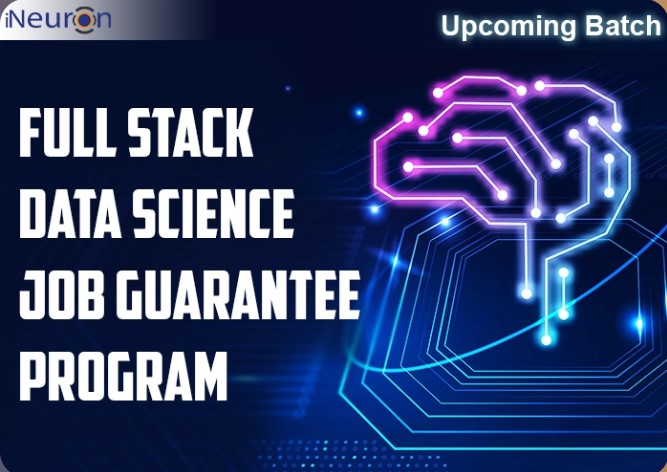 iNeuron
Upcoming Batch
FULL STACK
DATA SCIENCE
JOB GUARANTEE
PROGRAM